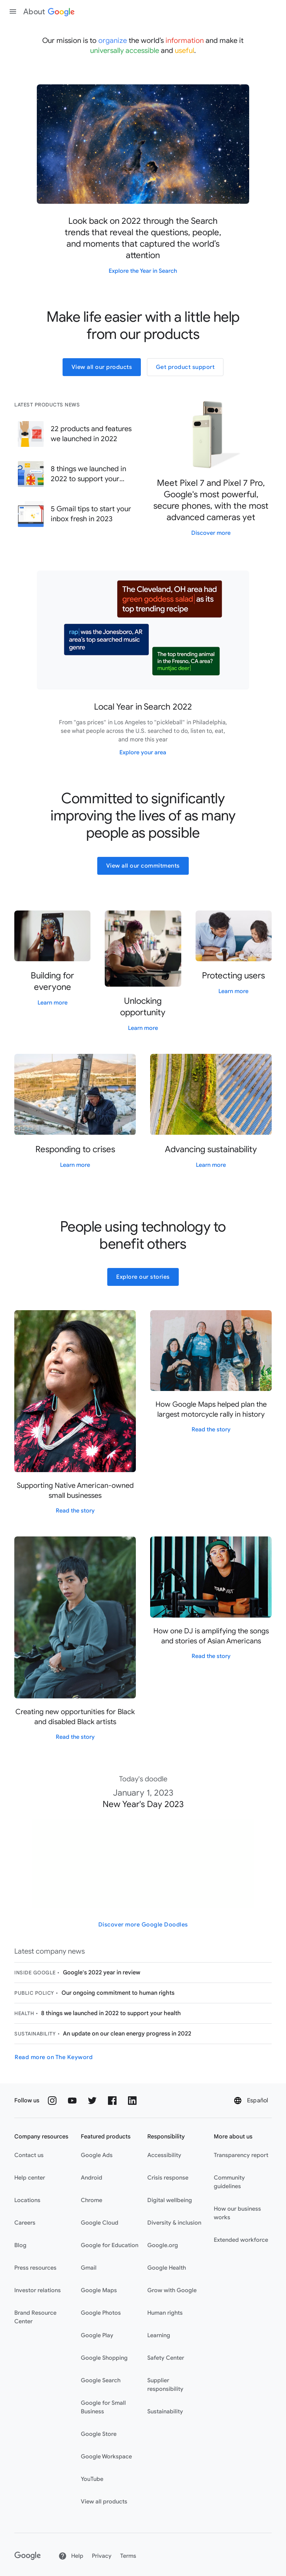 About Google
Our mission is to organize the world's information and make it
universally accessible and useful.
Look back on 2022 through the Search
trends that reveal the questions, people,
and moments that captured the world's
attention
Explore the Year in Search
Make life easier with a little help
from our products
View all our products
Get product support
LATEST PRODUCTS NEWS
22 products and features
we launched in 2022
8 things we launched in
2022 to support your...
5 Gmail tips to start your
inbox fresh in 2023
Meet Pixel 7 and Pixel 7 Pro,
Google's most powerful,
secure phones, with the most
advanced cameras yet
Discover more
The Cleveland, OH area had
green goddess salad as its
top trending recipe
rap was the Jonesboro, AR
area's top searched music
genre
The top trending animal
in the Fresno, CA area?
muntjac deer
Local Year in Search 2022
From "gas prices" in Los Angeles to "pickleball" in Philadelphia,
see what people across the U.S. searched to do, listen to, eat,
and more this year
Explore your area
Committed to significantly
improving the lives of as many
people as possible
View all our commitments
Building for
everyone
Learn more
Unlocking
opportunity
Learn more
Protecting users
Learn more
Responding to crises
Learn more
Advancing sustainability
Learn more
People using technology to
benefit others
Explore our stories
Supporting Native American-owned
small businesses
Read the story
How Google Maps helped plan the
largest motorcycle rally in history
Read the story
Creating new opportunities for Black
and disabled Black artists
Read the story
How one DJ is amplifying the songs
and stories of Asian Americans
Read the story
Today's doodle
January 1, 2023
New Year's Day 2023
Discover more Google Doodles
Latest company news
INSIDE GOOGLE • Google's 2022 year in review
PUBLIC POLICY • Our ongoing commitment to human rights
HEALTH • 8 things we launched in 2022 to support your health
SUSTAINABILITY • An update on our clean energy progress in 2022
Read more on The Keyword
Follow us
Español
Company resources
Contact us
Help center
Locations
Careers
Blog
Press resources
Investor relations
Brand Resource
Center
Featured products
Google Ads
Android
Chrome
Google Cloud
Google for Education
Gmail
Google Maps
Google Photos
Google Play
Google Shopping
Google Search
Google for Small
Business
Google Store
Google Workspace
YouTube
View all products
Responsibility
Accessibility
Crisis response
Digital wellbeing
Diversity & inclusion
Google.org
Google Health
Grow with Google
Human rights
Learning
Safety Center
Supplier
responsibility
Sustainability
More about us
Transparency report
Community
guidelines
How our business
works
Extended workforce
Google
Help
Privacy
Terms